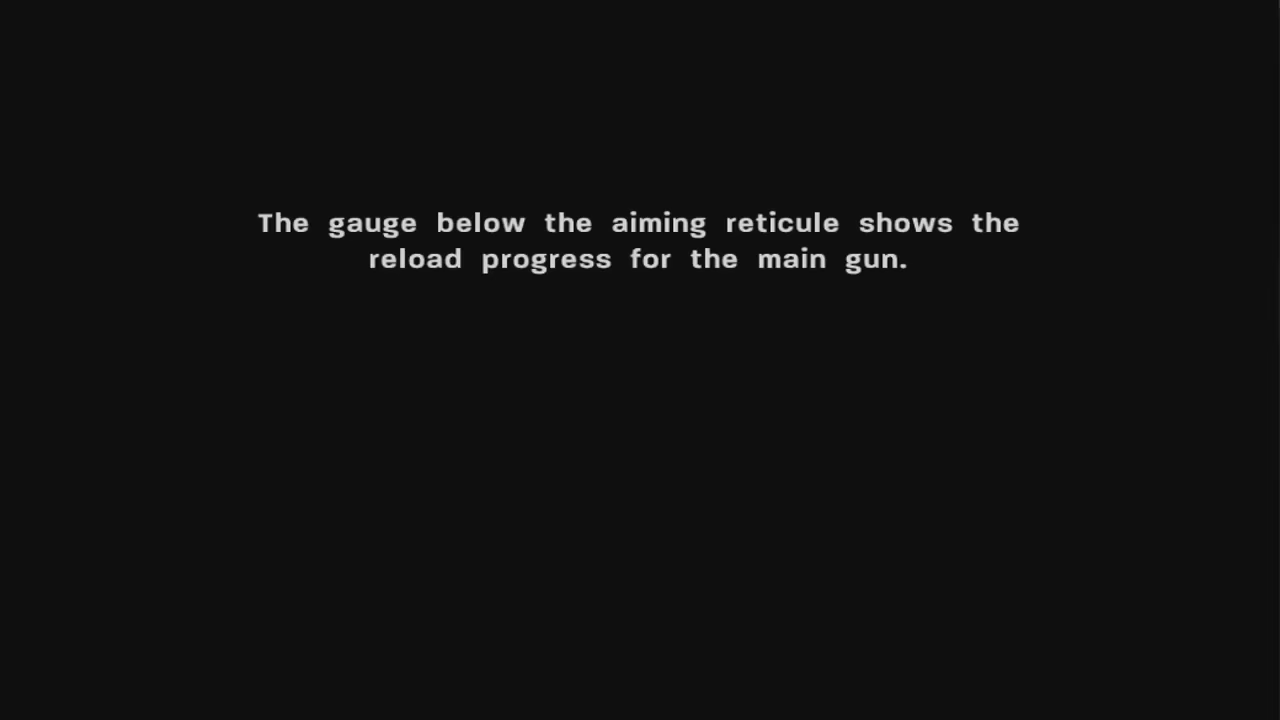 The gauge below the aiming reticule shows the
reload progress for the main gun.